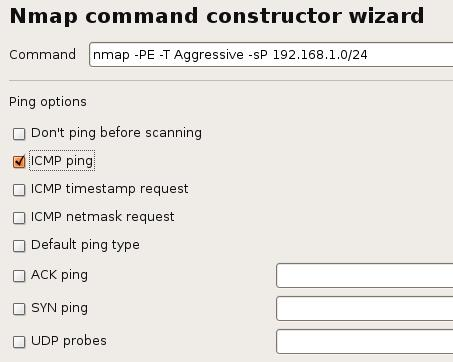 Nmap command constructor wizard
Command nmap -PE -T Aggressive -sP 192.168.1.0/24
Ping options
Don't ping before scanning
ICMP ping
ICMP timestamp request
ICMP netmask request
Default ping type
ACK ping
SYN ping
UDP probes